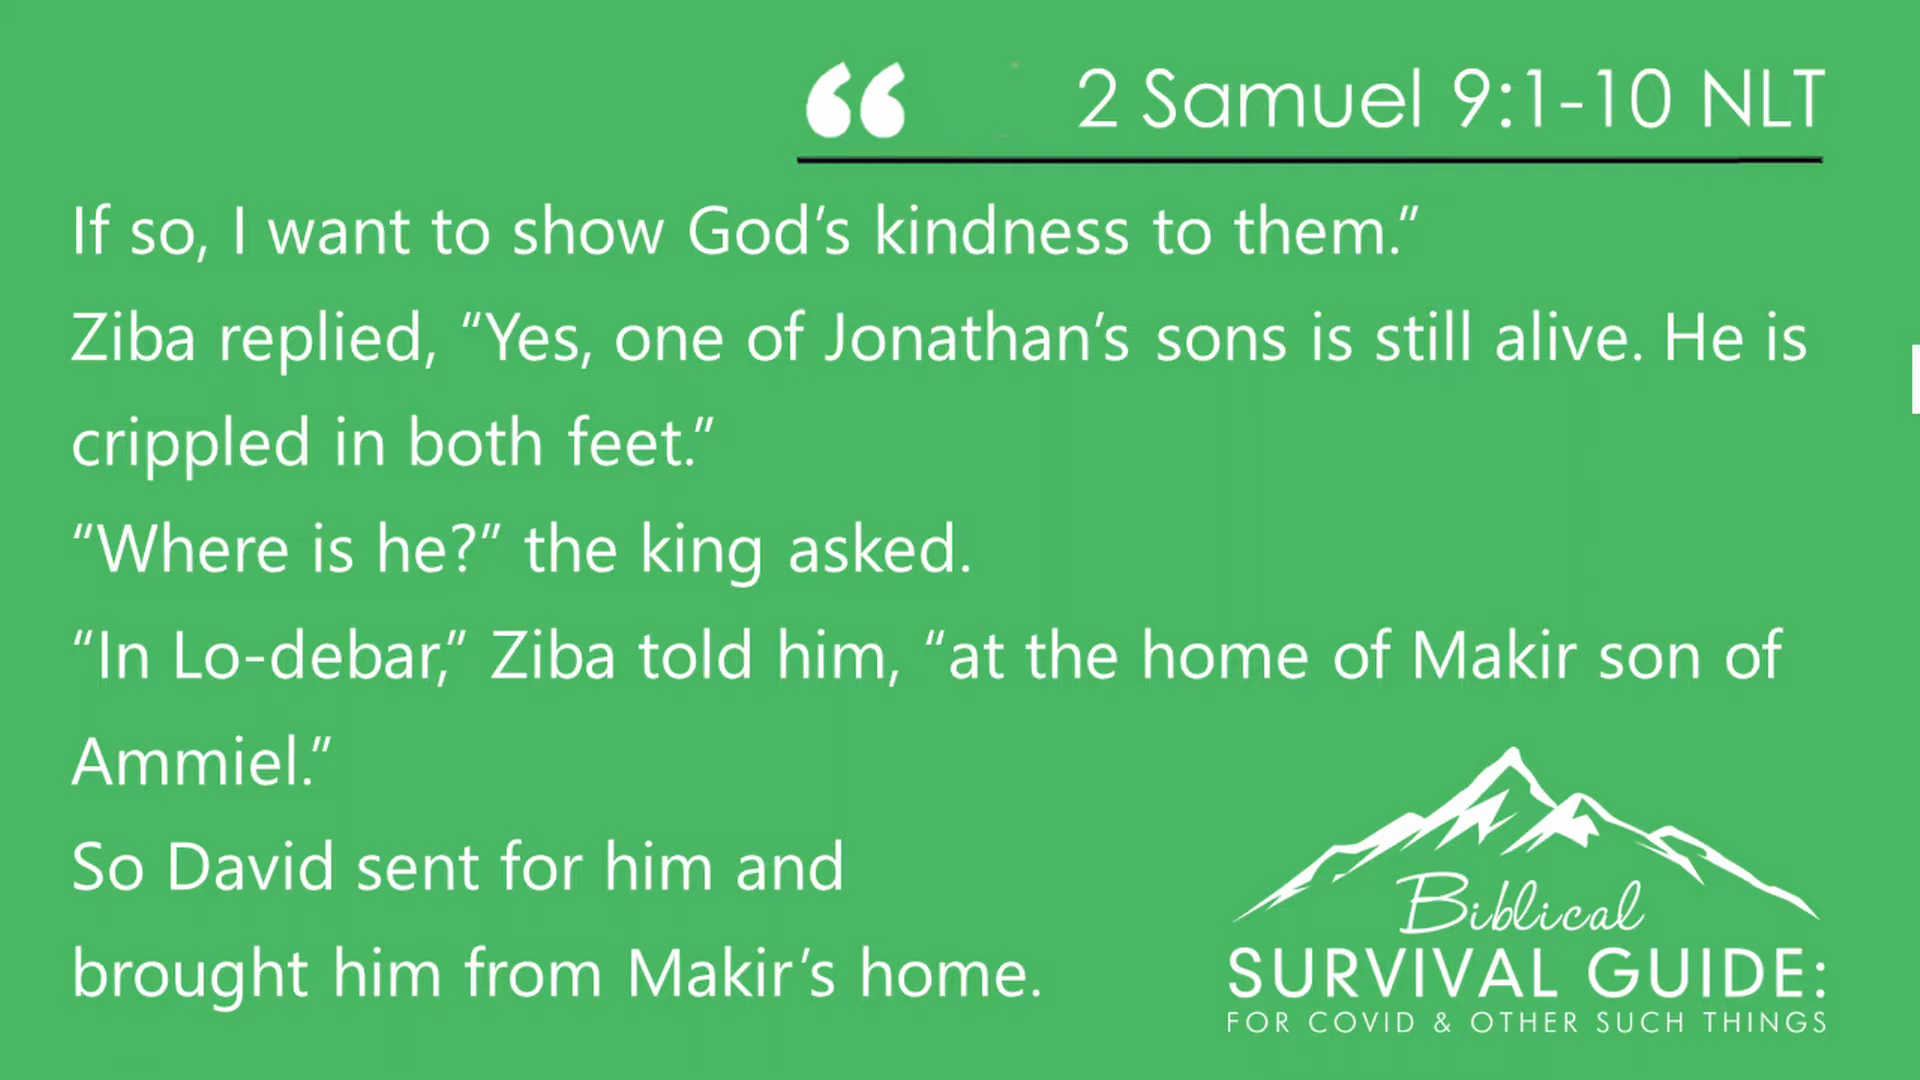 “ 2 Samuel 9:1-10 NLT
If so, I want to show God’s kindness to them.”
Ziba replied, “Yes, one of Jonathan’s sons is still alive. He is
crippled in both feet.”
“Where is he?” the king asked.
“In Lo-debar,” Ziba told him, “at the home of Makir son of
Ammiel.”
So David sent for him and
brought him from Makir’s home.
Biblical
SURVIVAL GUIDE:
FOR COVID & OTHER SUCH THINGS